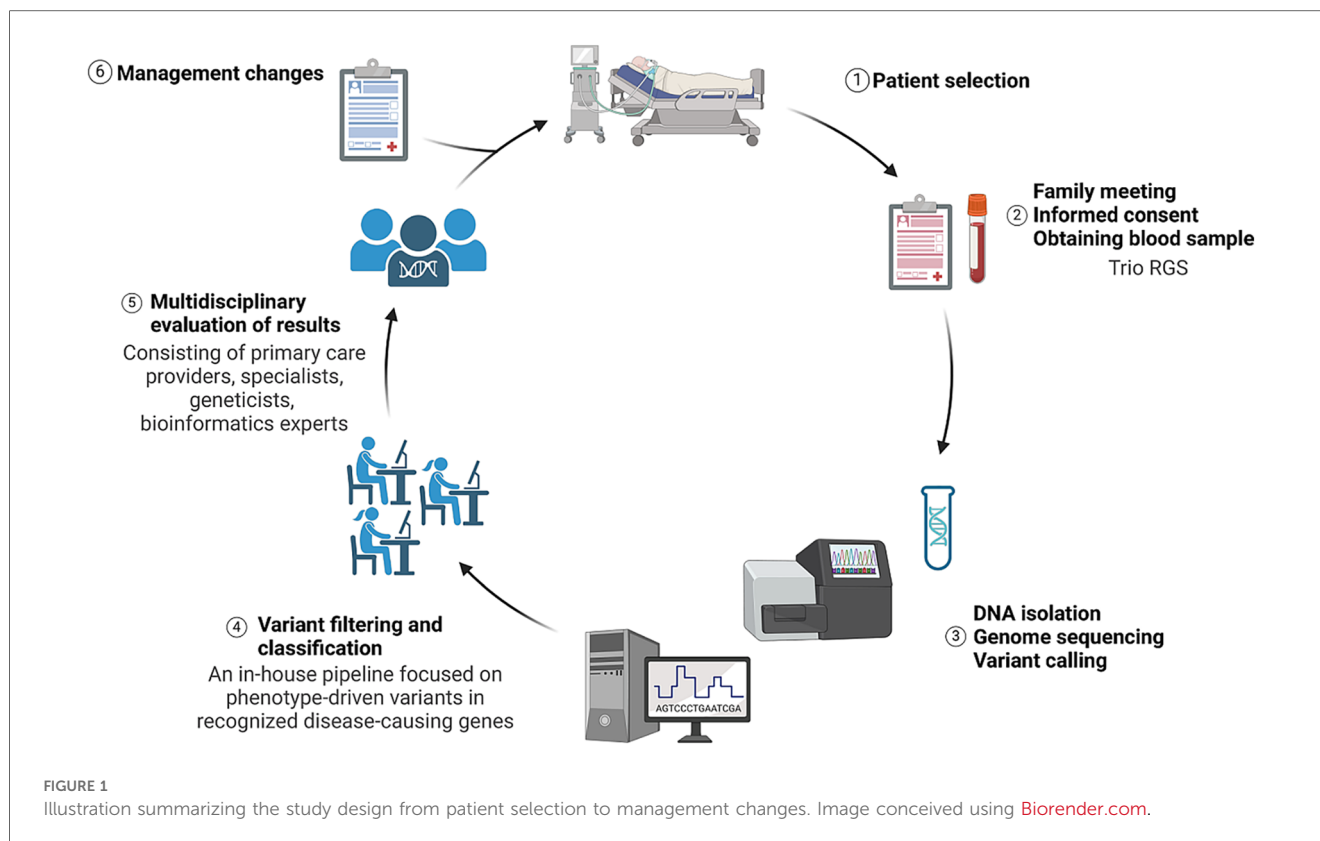 ① Patient selection
Family meeting
② Informed consent
Obtaining blood sample
Trio RGS
DNA isolation
③ Genome sequencing
Variant calling
AGTCCCTGAATCGA
④ Variant filtering and
classification
An in-house pipeline focused on
phenotype-driven variants in
recognized disease-causing genes
⑤ Multidisciplinary
evaluation of results
Consisting of primary care
providers, specialists,
geneticists,
bioinformatics experts
⑥ Management changes
FIGURE 1
Illustration summarizing the study design from patient selection to management changes. Image conceived using Biorender.com.